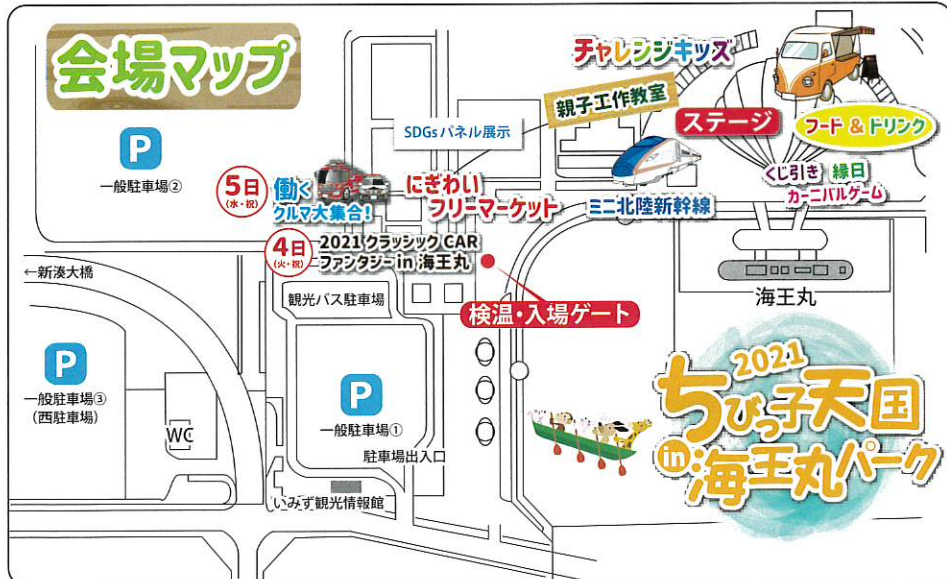 会場マップ
チャレンジキッズ
親子工作教室
SDGsパネル展示
ステージ
フード & ドリンク
P
一般駐車場②
5日
(水・祝)
働く
クルマ大集合!
にぎわい
フリーマーケット
ミニ北陸新幹線
くじ引き 縁日
カーニバルゲーム
4日
(火・祝)
2021 クラッシック CAR
ファンタジー in 海王丸
←新湊大橋
観光バス駐車場
検温・入場ゲート
海王丸
P
一般駐車場③
(西駐車場)
WC
P
一般駐車場①
駐車場出入口
いみず観光情報館
2021
ちびっ子天国
in
海王丸パーク